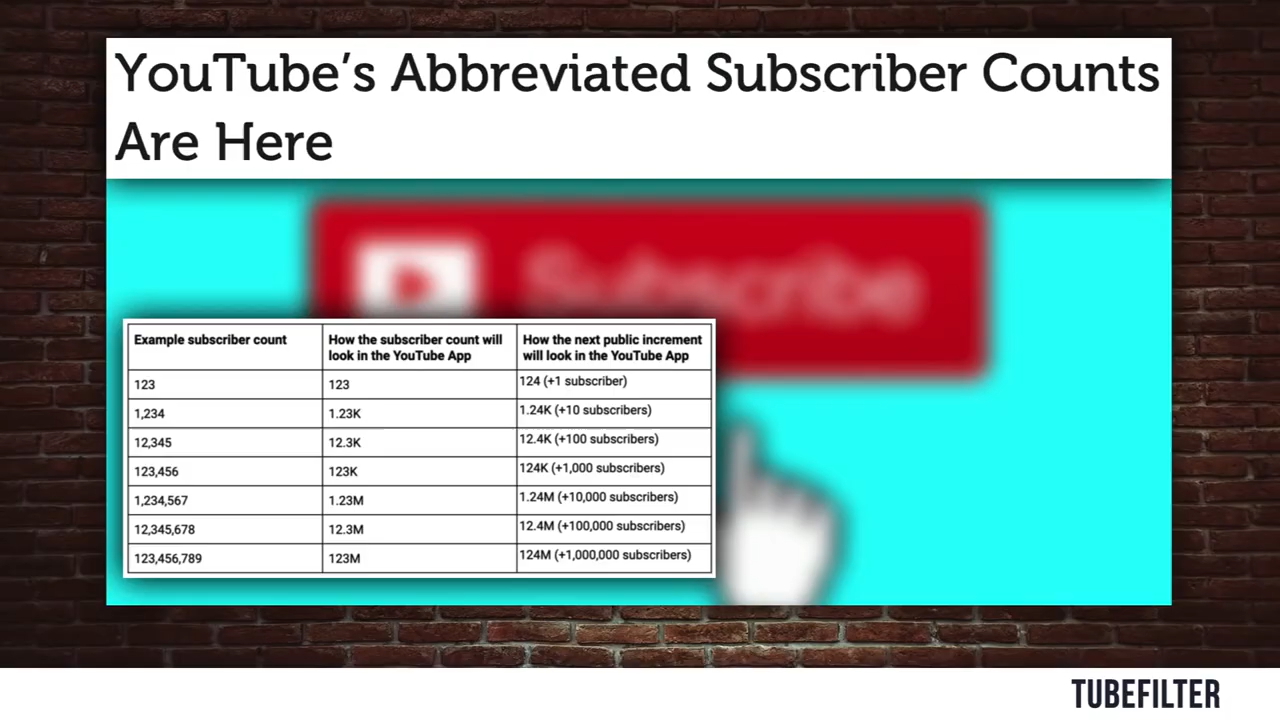 YouTube’s Abbreviated Subscriber Counts
Are Here
Subscribe
Example subscriber count
How the subscriber count will
look in the YouTube App
How the next public increment
will look in the YouTube App
123
123
124 (+1 subscriber)
1,234
1.23K
1.24K (+10 subscribers)
12,345
12.3K
12.4K (+100 subscribers)
123,456
123K
124K (+1,000 subscribers)
1,234,567
1.23M
1.24M (+10,000 subscribers)
12,345,678
12.3M
12.4M (+100,000 subscribers)
123,456,789
123M
124M (+1,000,000 subscribers)
TUBEFILTER